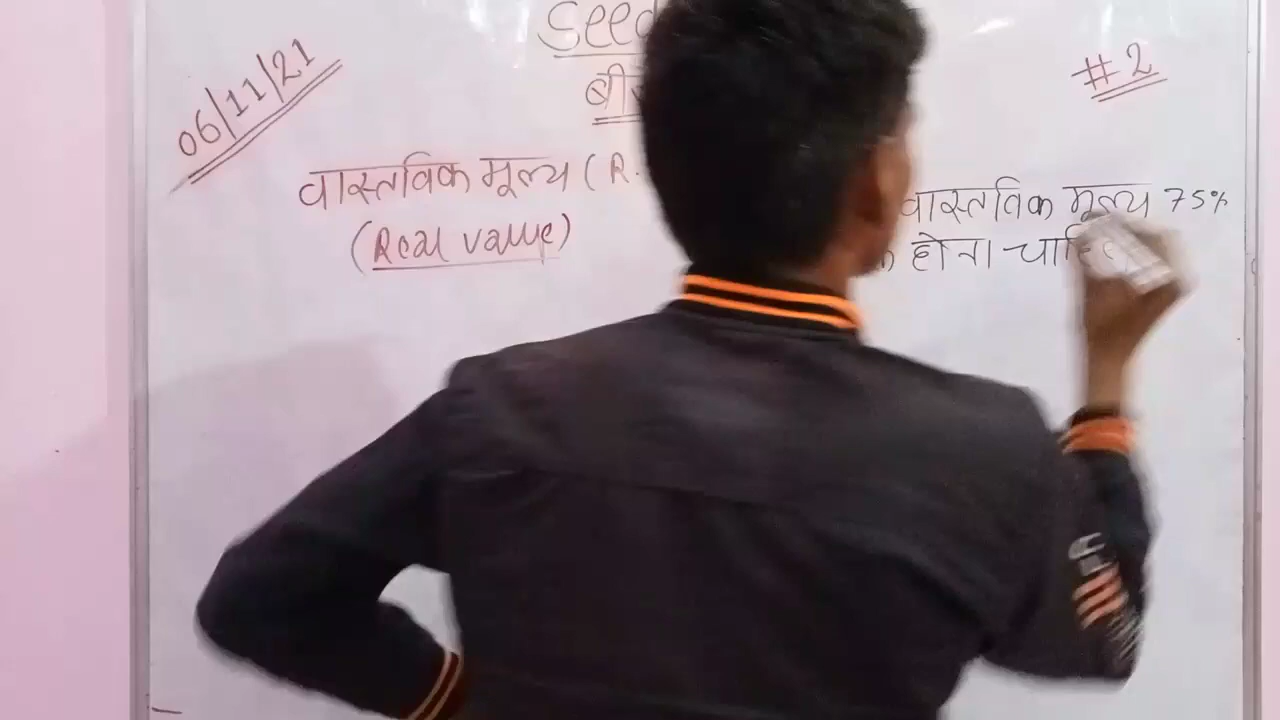 06/11/21
#2
वास्तविक मूल्य (R.
(Real value)
वास्तविक मूल्य 75%
होना चाहिए